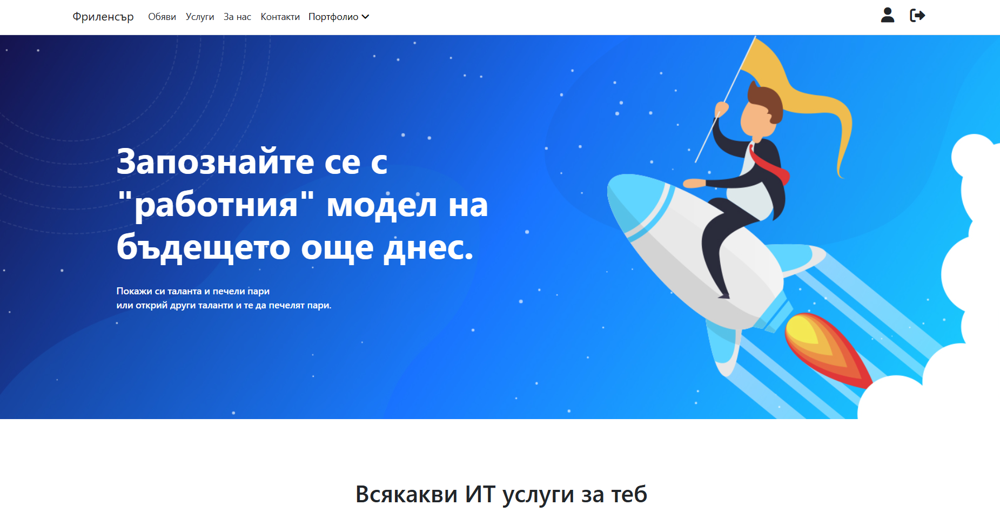 Фриленсър Обяви Услуги За нас Контакти Портфолио
Запознайте се с
"работния" модел на
бъдещето още днес.
Покажи си таланта и печели пари
или открий други таланти и те да печелят пари.
Всякакви ИТ услуги за теб